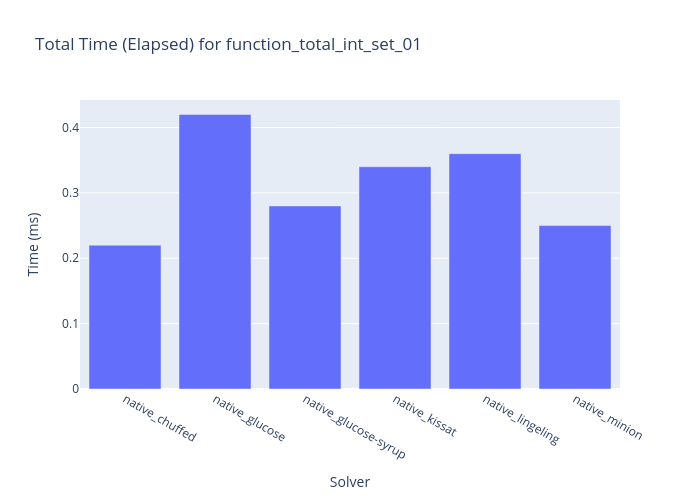 Total Time (Elapsed) for function_total_int_set_01
Time (ms)
0.4
0.3
0.2
0.1
0
native_chuffed
native_glucose
native_glucose-syrup
native_kissat
native_lingeling
native_minion
Solver